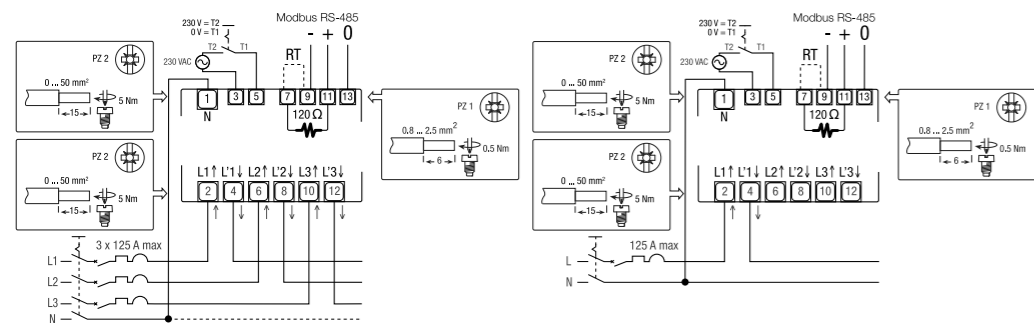 230 V = T2
0 V = T1
Modbus RS-485
- + 0
T2 T1
RT
230 VAC
PZ 2
0 ... 50 mm²
15
5 Nm
1 3 5 7 9 11 13
N
120 Ω
PZ 1
0.8 ... 2.5 mm²
6
0.5 Nm
PZ 2
0 ... 50 mm²
15
5 Nm
L1↑ L'1↓ L2↑ L'2↓ L3↑ L'3↓
2 4 6 8 10 12
3 x 125 A max
L1
L2
L3
N
230 V = T2
0 V = T1
Modbus RS-485
- + 0
T2 T1
RT
230 VAC
PZ 2
0 ... 50 mm²
15
5 Nm
1 3 5 7 9 11 13
N
120 Ω
PZ 1
0.8 ... 2.5 mm²
6
0.5 Nm
PZ 2
0 ... 50 mm²
15
5 Nm
L1↑ L'1↓ L2↑ L'2↓ L3↑ L'3↓
2 4 6 8 10 12
125 A max
L
N